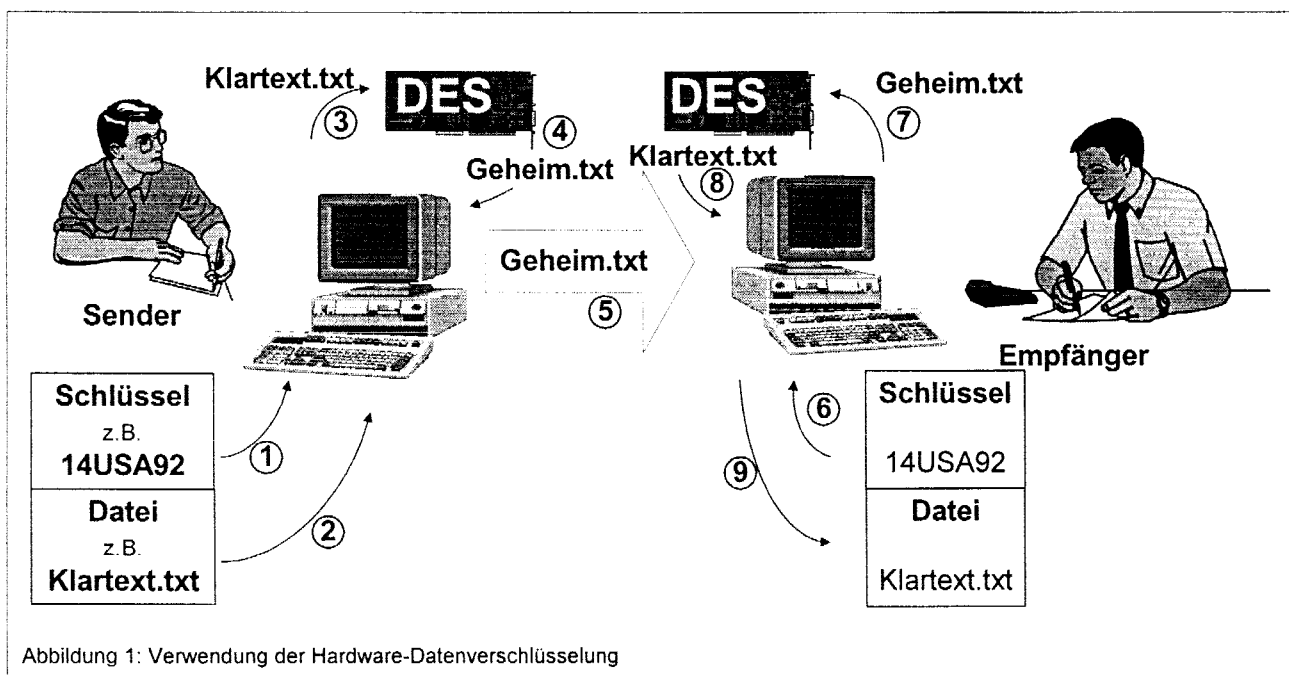 Klartext.txt
DES
③
④
Geheim.txt
Sender
Schlüssel
z.B.
14USA92
①
Datei
z.B.
Klartext.txt
②
Geheim.txt
⑤
DES
Geheim.txt
⑦
Klartext.txt
⑧
Empfänger
Schlüssel
14USA92
⑥
Datei
Klartext.txt
⑨
Abbildung 1: Verwendung der Hardware-Datenverschlüsselung